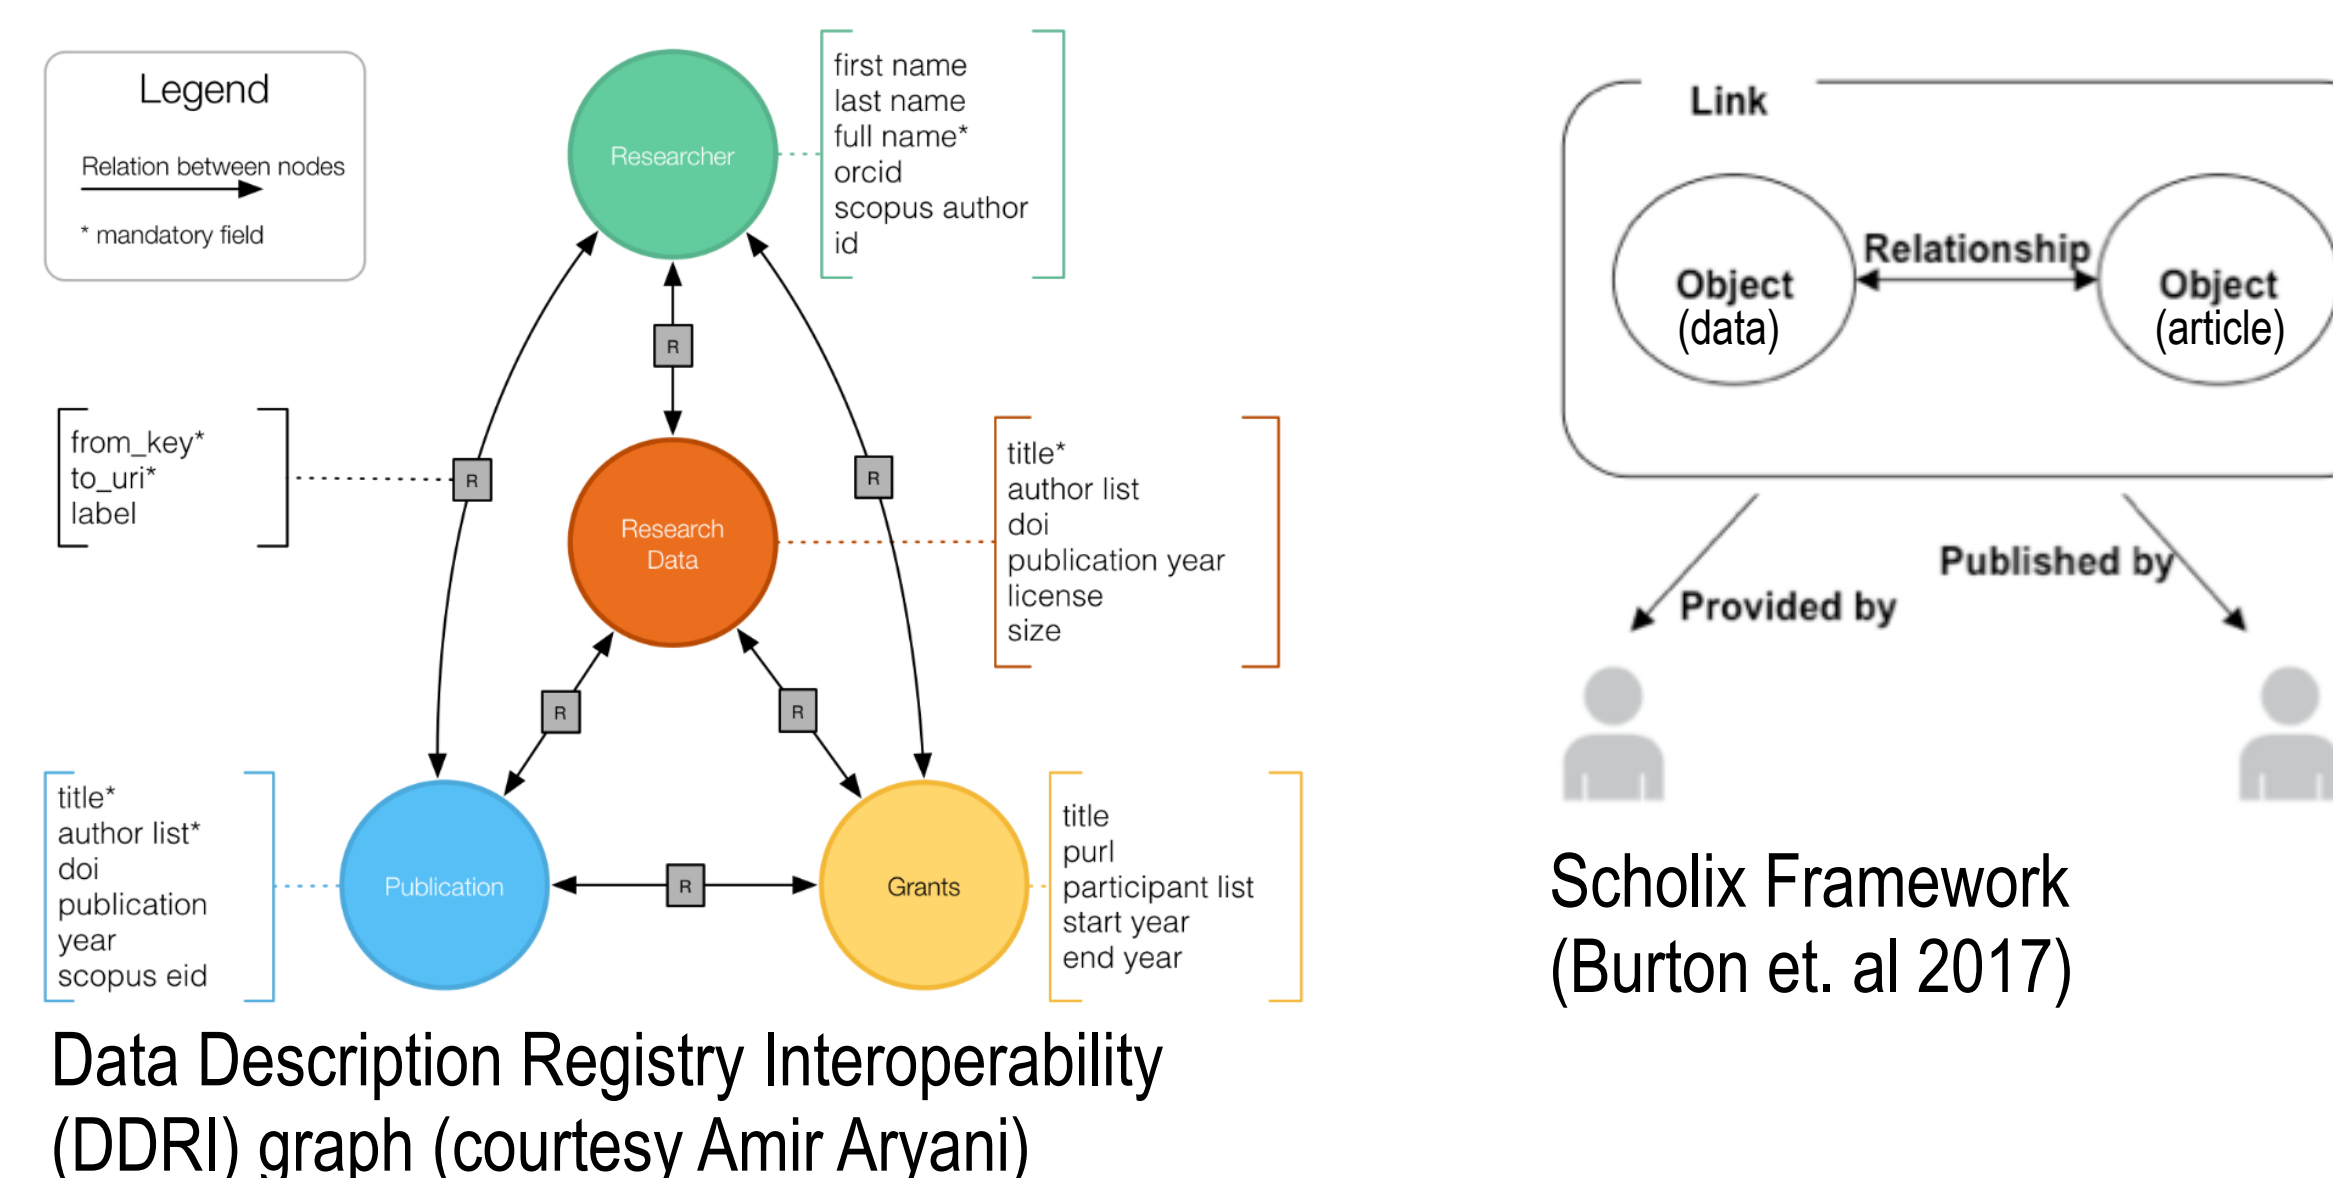 Legend
Relation between nodes
* mandatory field
Researcher
first name
last name
full name*
orcid
scopus author
id
R
from_key*
to_uri*
label
R
R
Research
Data
title*
author list
doi
publication year
license
size
R
R
title*
author list*
doi
publication
year
scopus eid
Publication
R
Grants
title
purl
participant list
start year
end year
Data Description Registry Interoperability
(DDRI) graph (courtesy Amir Aryani)
Link
Object
(data)
Relationship
Object
(article)
Provided by
Published by
Scholix Framework
(Burton et. al 2017)